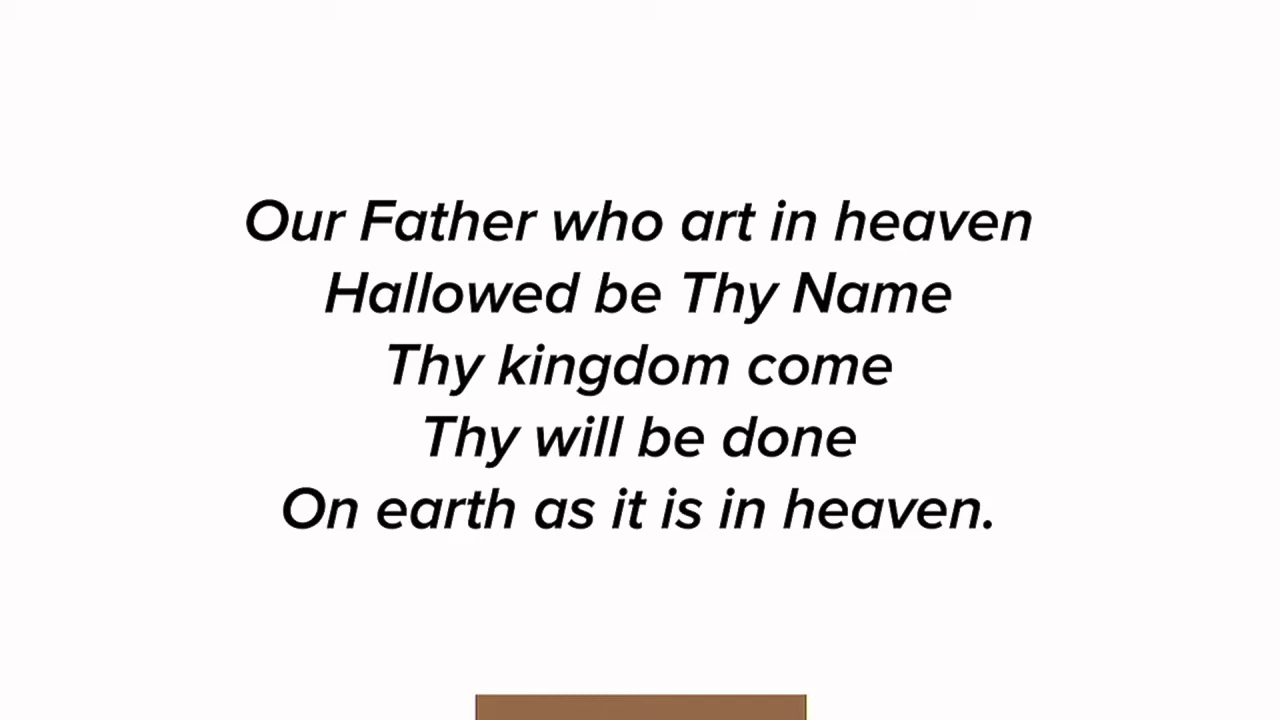 Our Father who art in heaven
Hallowed be Thy Name
Thy kingdom come
Thy will be done
On earth as it is in heaven.